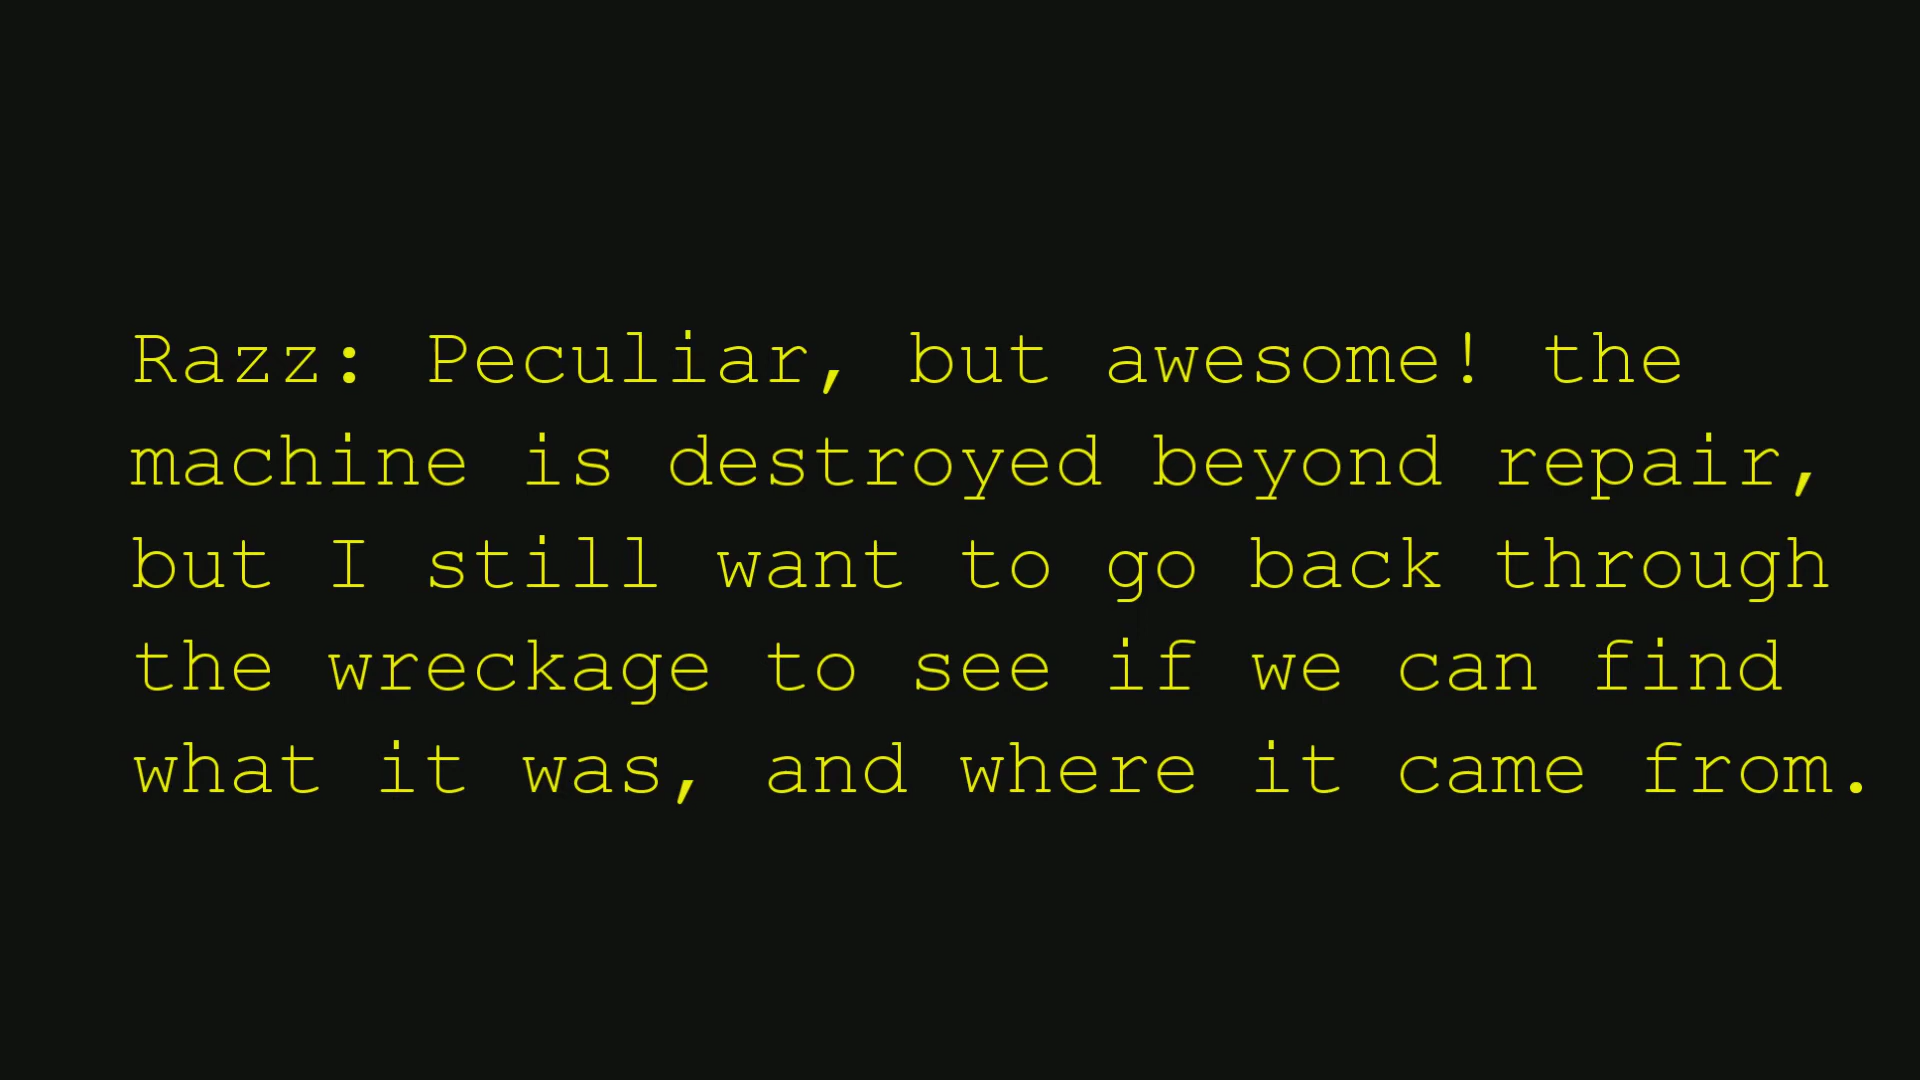 Razz: Peculiar, but awesome! the
machine is destroyed beyond repair,
but I still want to go back through
the wreckage to see if we can find
what it was, and where it came from.